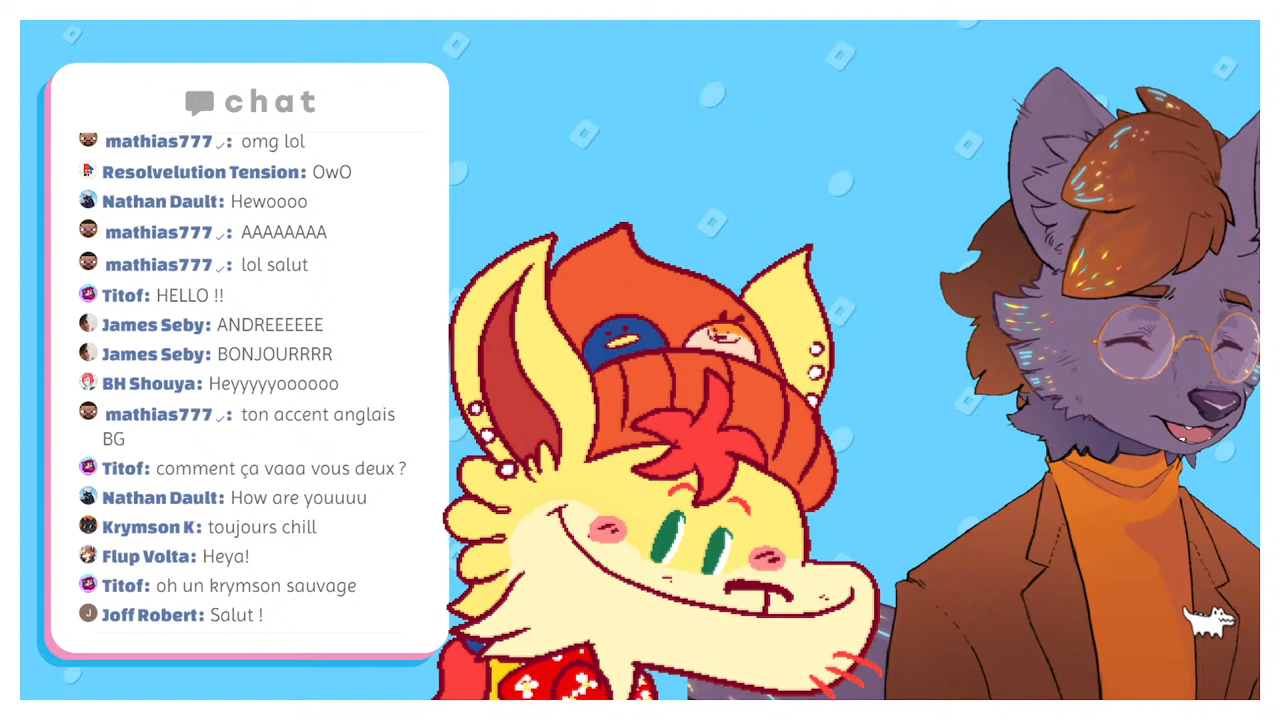 chat
mathias777 : omg lol
Resolvelution Tension: OwO
Nathan Dault: Hewoooo
mathias777 : AAAAAAAA
mathias777 : lol salut
Titof: HELLO !!
James Seby: ANDREEEEEE
James Seby: BONJOURRRR
BH Shouya: Heyyyyyoooooo
mathias777 : ton accent anglais
BG
Titof: comment ça vaaa vous deux ?
Nathan Dault: How are youuuu
Krymson K: toujours chill
Flup Volta: Heya!
Titof: oh un krymson sauvage
J Joff Robert: Salut !